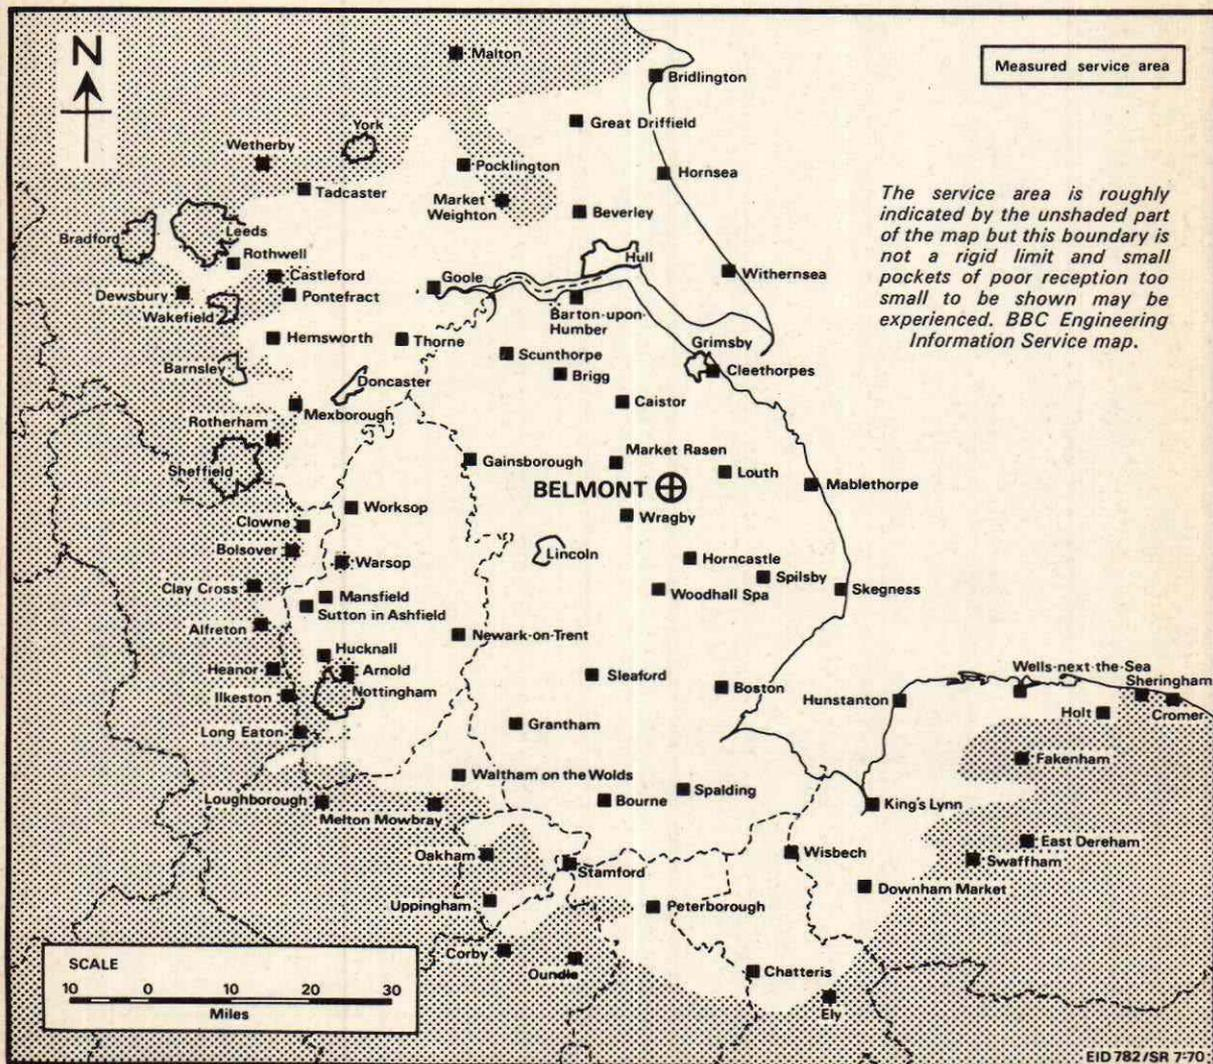 N
Malton
Measured service area
Bridlington
Great Driffield
York
Wetherby
Pocklington
Hornsea
Tadcaster
Market
Weighton
Beverley
The service area is roughly
indicated by the unshaded part
of the map but this boundary is
not a rigid limit and small
pockets of poor reception too
small to be shown may be
experienced. BBC Engineering
Information Service map.
Bradford
Leeds
Rothwell
Hull
Castleford
Goole
Withernsea
Dewsbury
Pontefract
Wakefield
Barton-upon-
Humber
Hemsworth
Thorne
Grimsby
Scunthorpe
Barnsley
Brigg
Cleethorpes
Doncaster
Mexborough
Caistor
Rotherham
Market Rasen
Sheffield
Gainsborough
Louth
BELMONT
Mablethorpe
Worksop
Wragby
Clowne
Bolsover
Lincoln
Warsop
Horncastle
Spilsby
Clay Cross
Mansfield
Woodhall Spa
Skegness
Sutton in Ashfield
Alfreton
Newark-on-Trent
Hucknall
Heanor
Arnold
Sleaford
Wells-next-the-Sea
Sheringham
Ilkeston
Nottingham
Boston
Hunstanton
Holt
Cromer
Grantham
Long Eaton
Fakenham
Waltham on the Wolds
Loughborough
Spalding
Melton Mowbray
Bourne
King's Lynn
East Dereham
Oakham
Wisbech
Swaffham
Stamford
Downham Market
Uppingham
Peterborough
Corby
Oundle
Chatteris
SCALE
10 0 10 20 30
Miles
Ely
EID 782/SR 7-70